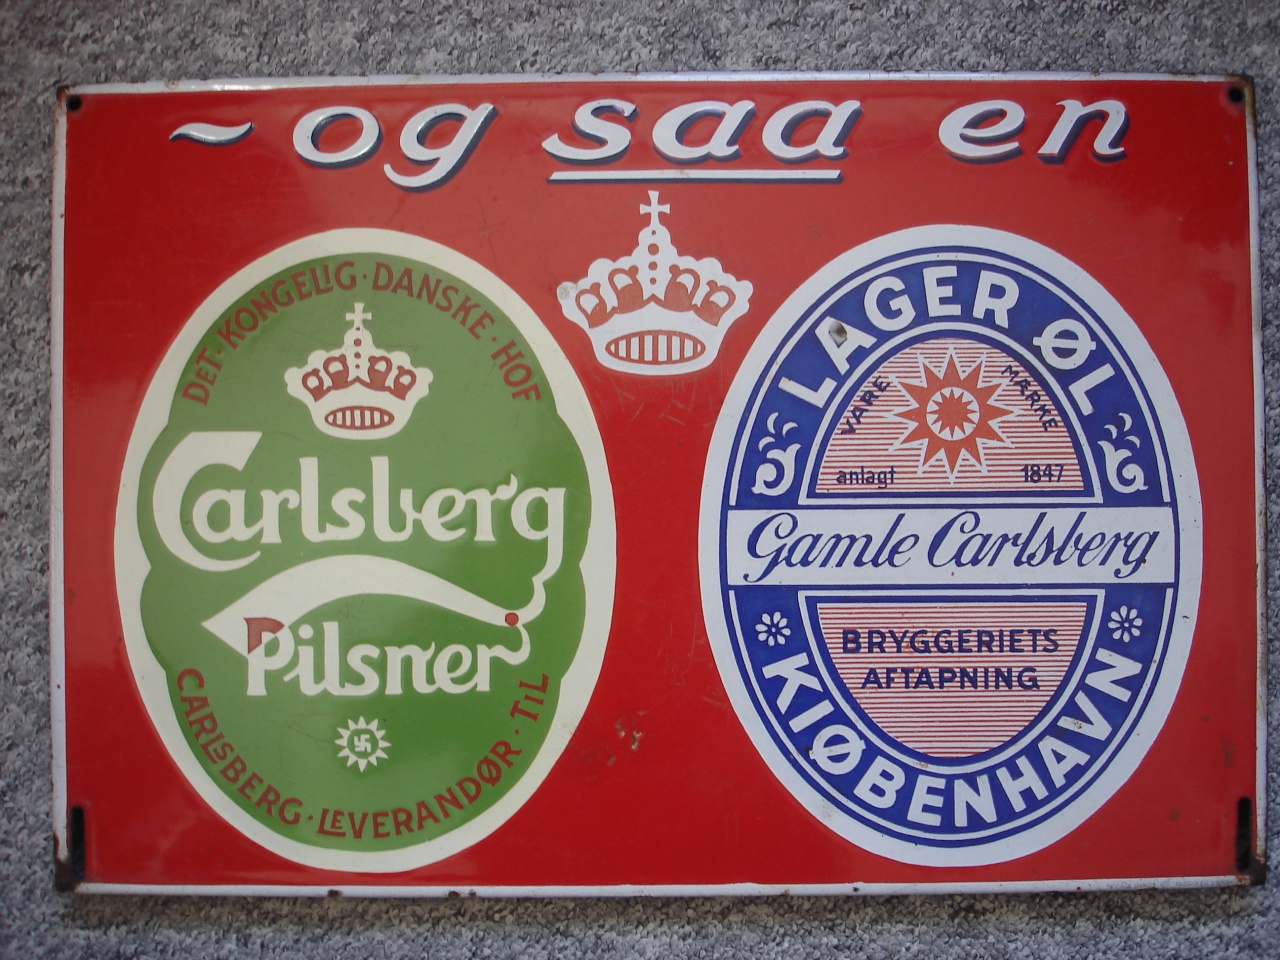 ~ og saa en
DET · KONGELIG · DANSKE · HOF
Carlsberg
Pilsner
CARLSBERG · LEVERANDØR · TIL
LAGER ØL
VARE MÆRKE
anlagt 1847
Gamle Carlsberg
BRYGGERIETS
AFTAPNING
KIØBENHAVN